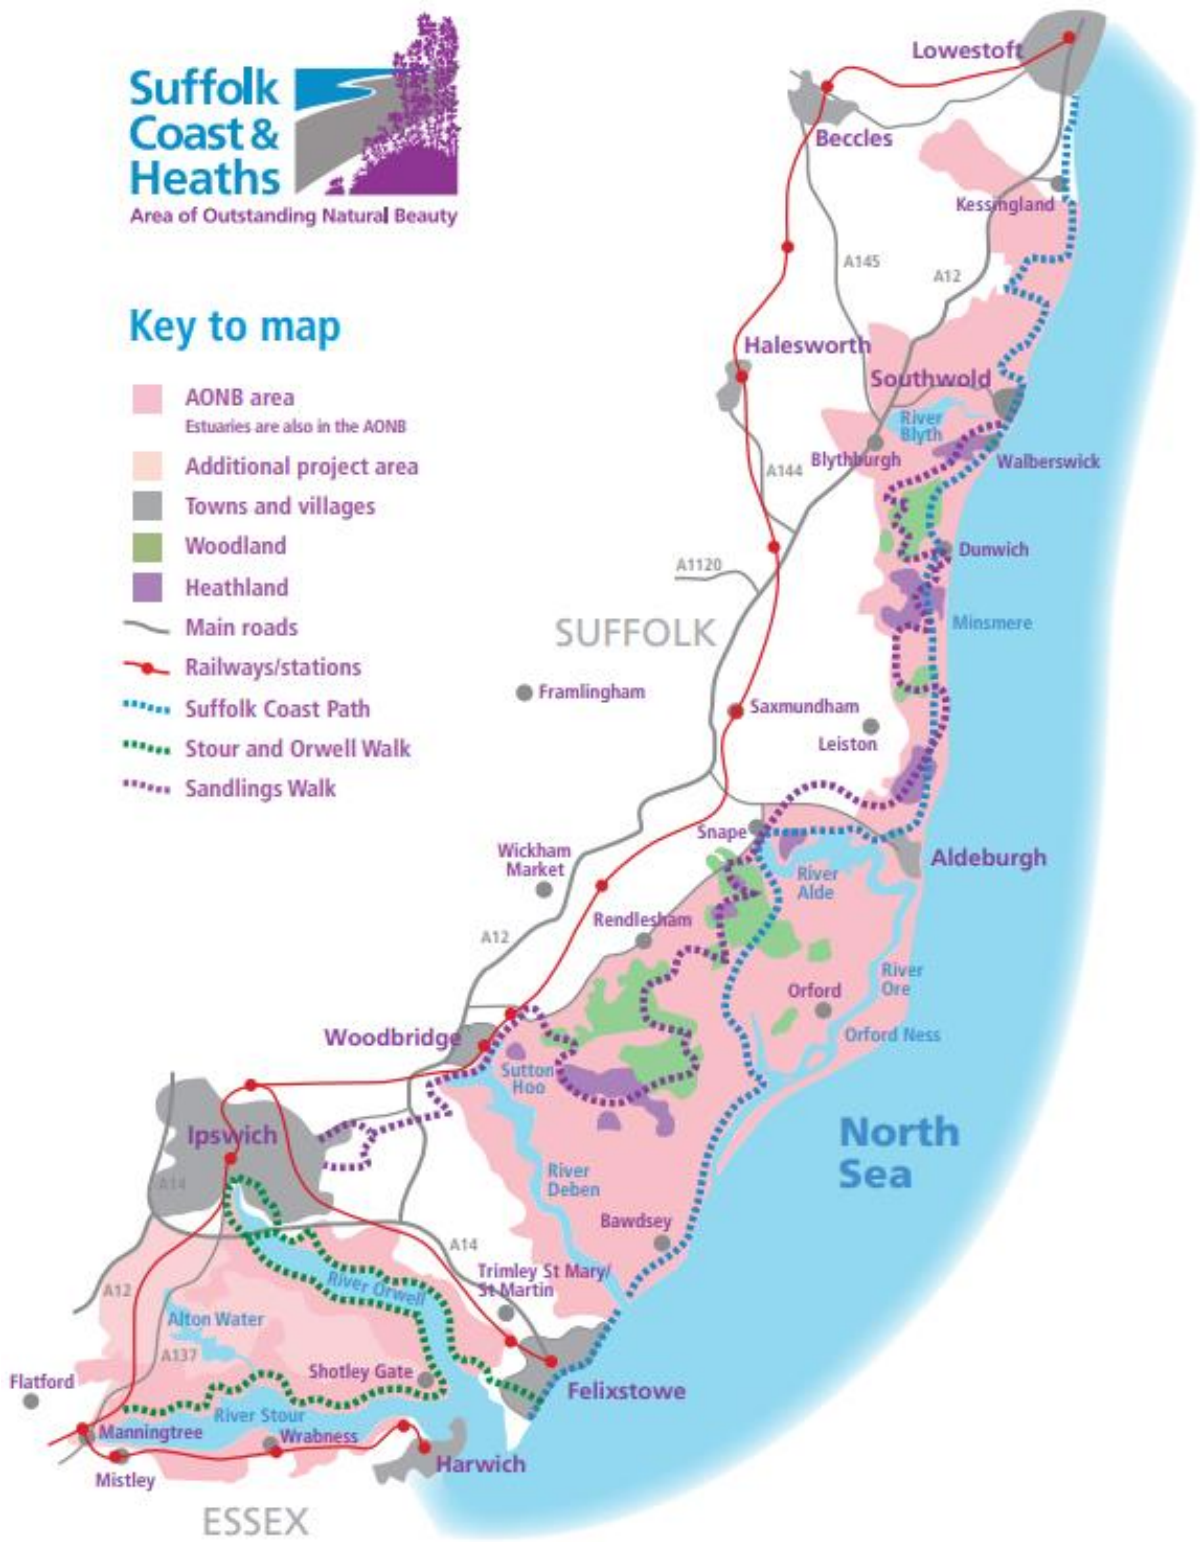 Suffolk
Coast &
Heaths
Area of Outstanding Natural Beauty
Key to map
AONB area
Estuaries are also in the AONB
Additional project area
Towns and villages
Woodland
Heathland
Main roads
Railways/stations
Suffolk Coast Path
Stour and Orwell Walk
Sandlings Walk
Lowestoft
Beccles
Kessingland
A145
A12
Halesworth
Southwold
River
Blyth
Blythburgh
Walberswick
A144
Dunwich
A1120
Minsmere
SUFFOLK
Framlingham
Saxmundham
Leiston
Snape
Wickham
Market
Aldeburgh
River
Alde
Rendlesham
A12
River
Ore
Orford
Orford Ness
Woodbridge
Sutton
Hoo
Ipswich
North
Sea
A14
River
Deben
Bawdsey
A14
Trimley St Mary/
St Martin
River Orwell
A12
Alton Water
A137
Shotley Gate
Flatford
Felixstowe
River Stour
Manningtree
Wrabness
Mistley
Harwich
ESSEX